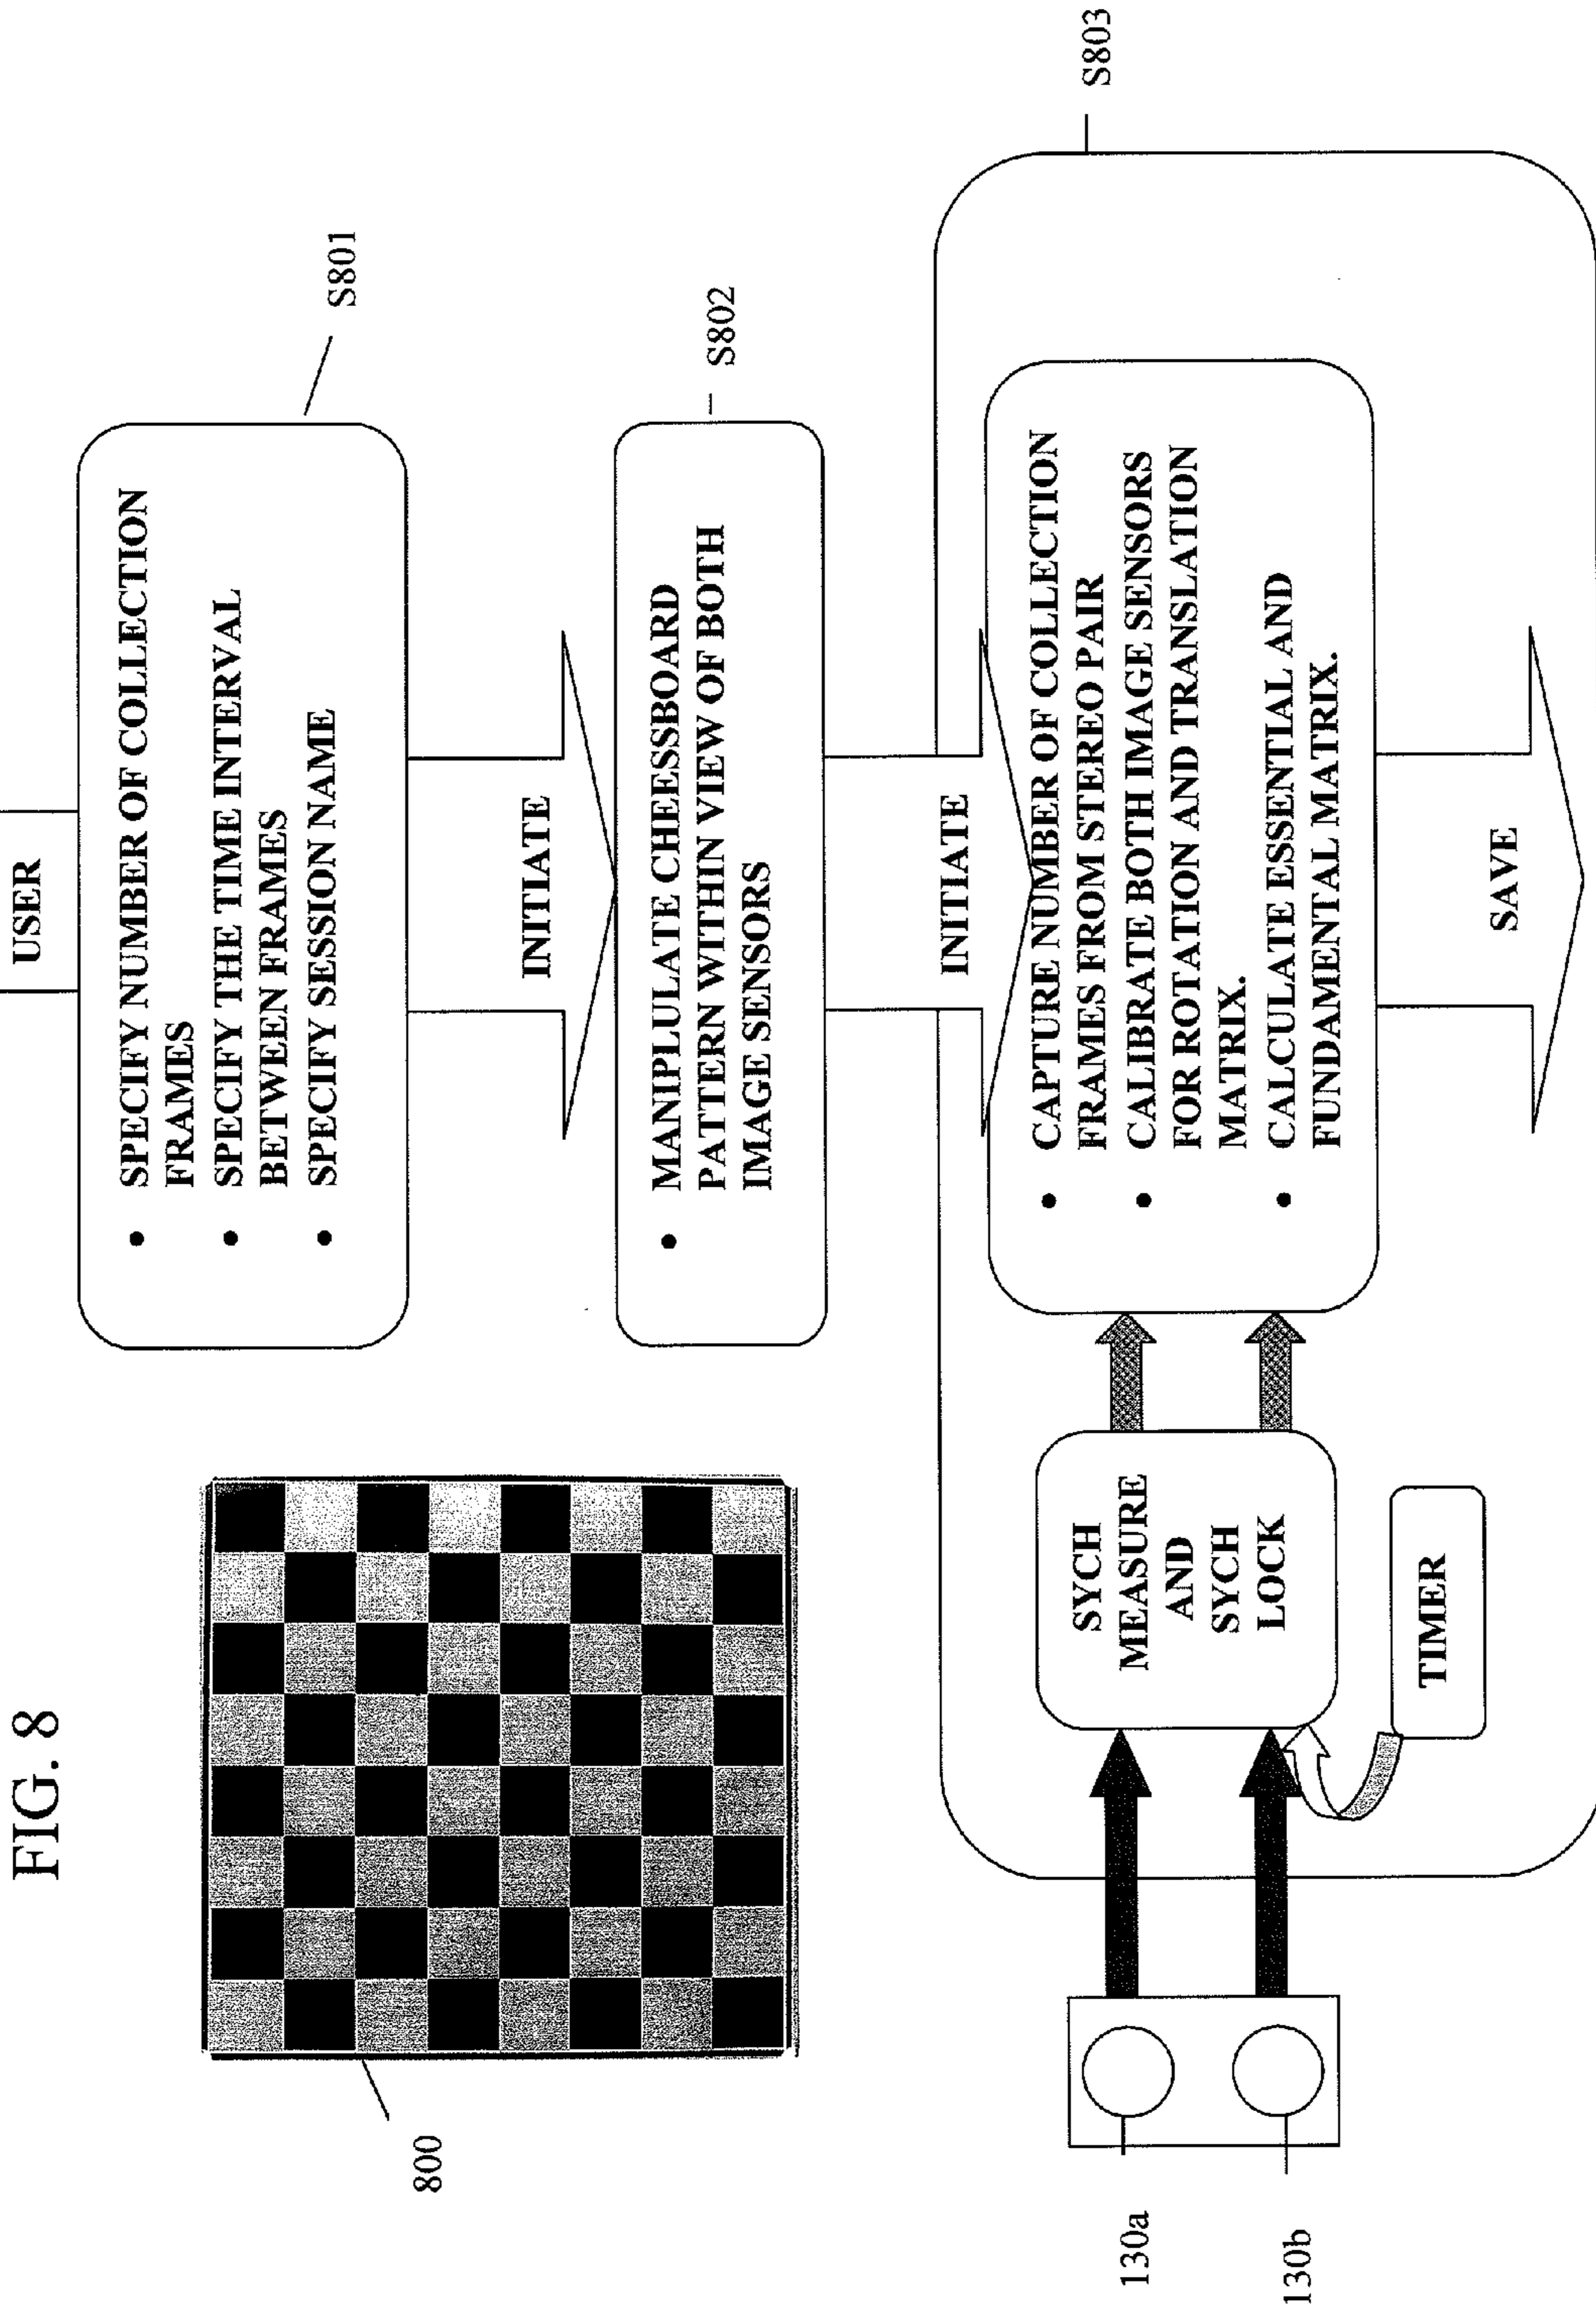 FIG. 8
USER
• SPECIFY NUMBER OF COLLECTION
FRAMES
• SPECIFY THE TIME INTERVAL
BETWEEN FRAMES
• SPECIFY SESSION NAME
S801
800
INITIATE
• MANIPLULATE CHEESSBOARD
PATTERN WITHIN VIEW OF BOTH
IMAGE SENSORS
S802
INITIATE
S803
130a
130b
SYCH
MEASURE
AND
SYCH
LOCK
TIMER
• CAPTURE NUMBER OF COLLECTION
FRAMES FROM STEREO PAIR
• CALIBRATE BOTH IMAGE SENSORS
FOR ROTATION AND TRANSLATION
MATRIX.
• CALCULATE ESSENTIAL AND
FUNDAMENTAL MATRIX.
SAVE